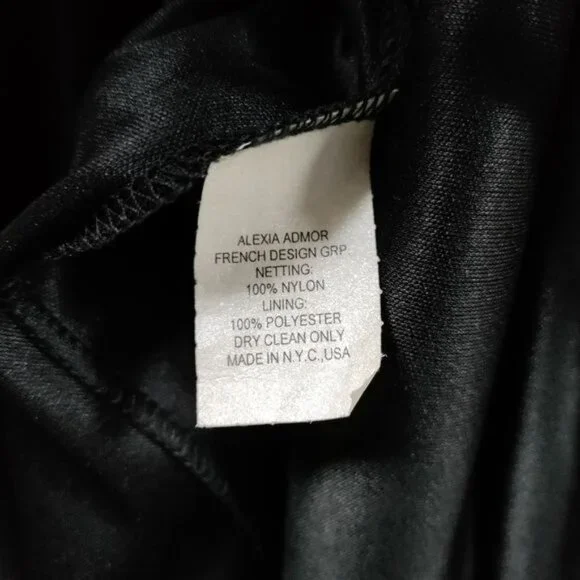 ALEXIA ADMOR
FRENCH DESIGN GRP
NETTING:
100% NYLON
LINING:
100% POLYESTER
DRY CLEAN ONLY
MADE IN N.Y.C.,USA